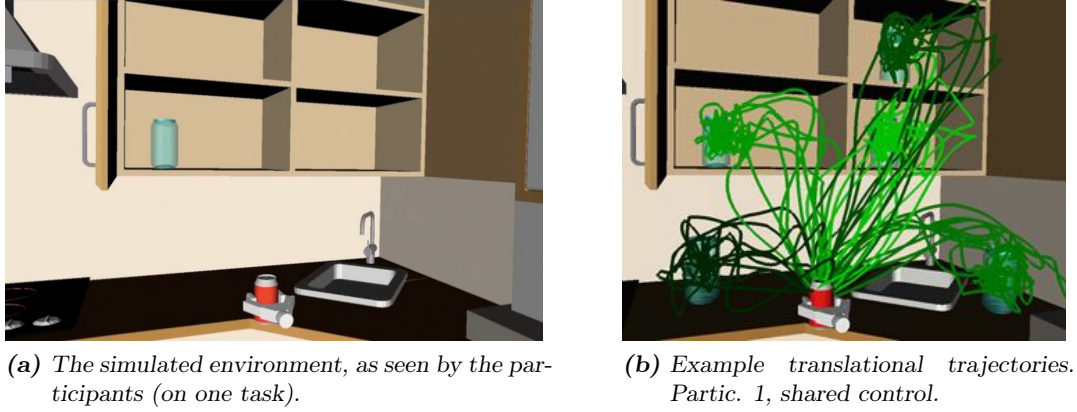 (a) The simulated environment, as seen by the par-
ticipants (on one task).
(b) Example translational trajectories.
Partic. 1, shared control.